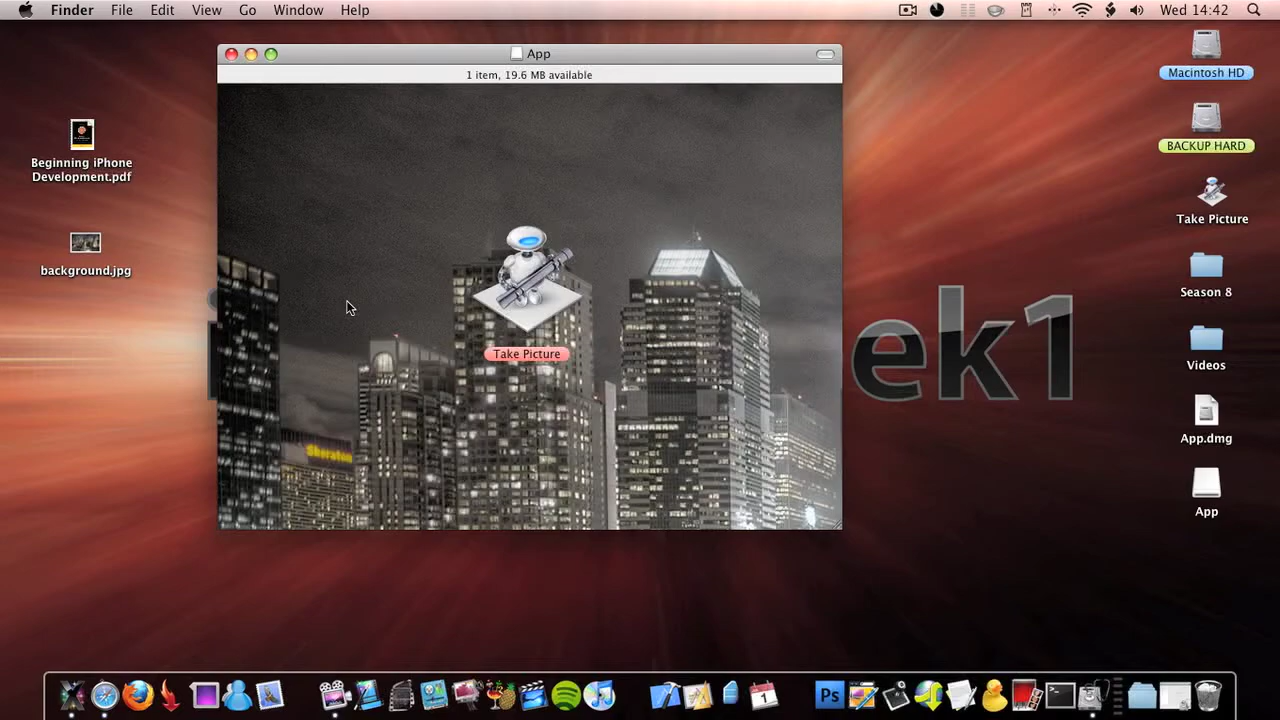 Finder File Edit View Go Window Help
Wed 14:42
App
1 item, 19.6 MB available
Macintosh HD
BACKUP HARD
Beginning iPhone
Development.pdf
Take Picture
background.jpg
Season 8
Take Picture
Videos
ek1
Sheraton
App.dmg
App
Ps